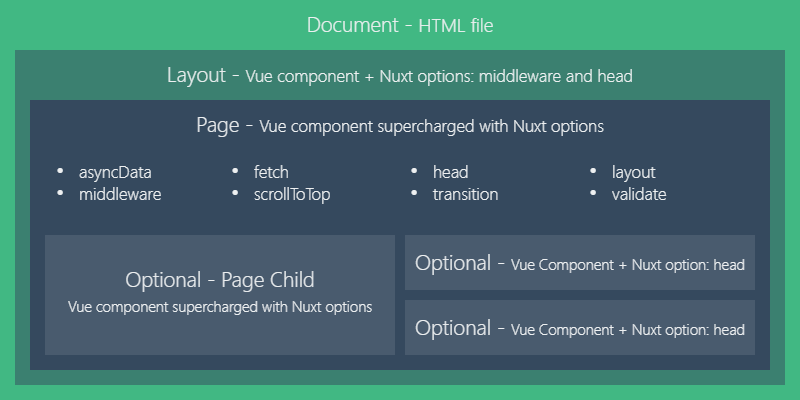 Document - HTML file
Layout - Vue component + Nuxt options: middleware and head
Page - Vue component supercharged with Nuxt options
• asyncData • fetch • head • layout
• middleware • scrollToTop • transition • validate
Optional - Page Child
Vue component supercharged with Nuxt options
Optional - Vue Component + Nuxt option: head
Optional - Vue Component + Nuxt option: head